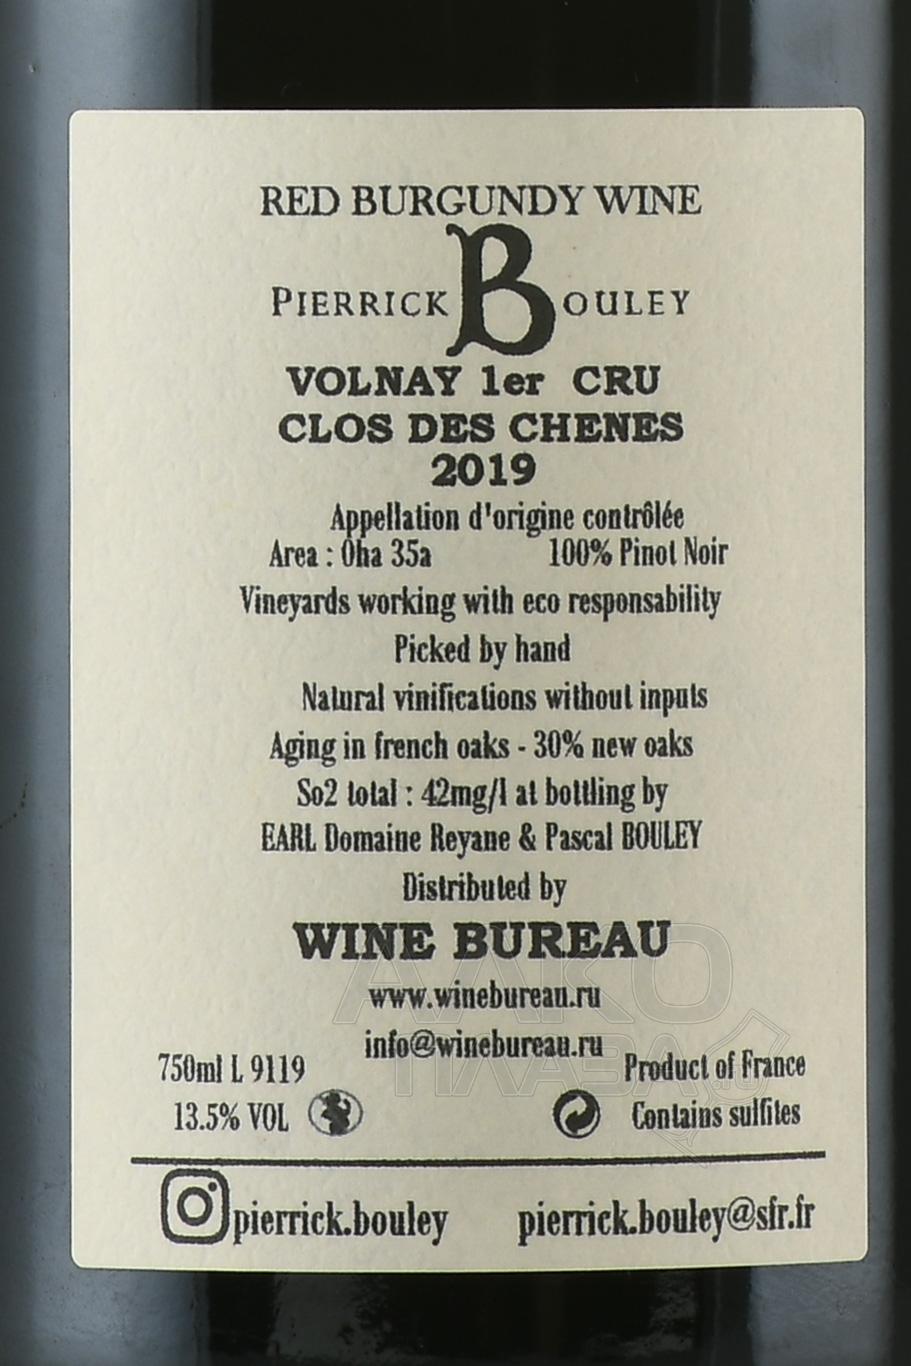 RED BURGUNDY WINE
PIERRICK BOULEY
VOLNAY 1er CRU
CLOS DES CHENES
2019
Appellation d'origine contrôlée
Area : 0ha 35a 100% Pinot Noir
Vineyards working with eco responsability
Picked by hand
Natural vinifications without inputs
Aging in french oaks - 30% new oaks
So2 total : 42mg/l at bottling by
EARL Domaine Reyane & Pascal BOULEY
Distributed by
WINE BUREAU
www.winebureau.ru
info@winebureau.ru
750ml L 9119 Product of France
13.5% VOL Contains sulfites
pierrick.bouley pierrick.bouley@sfr.fr
ААКО
ПЛАЗА.RU